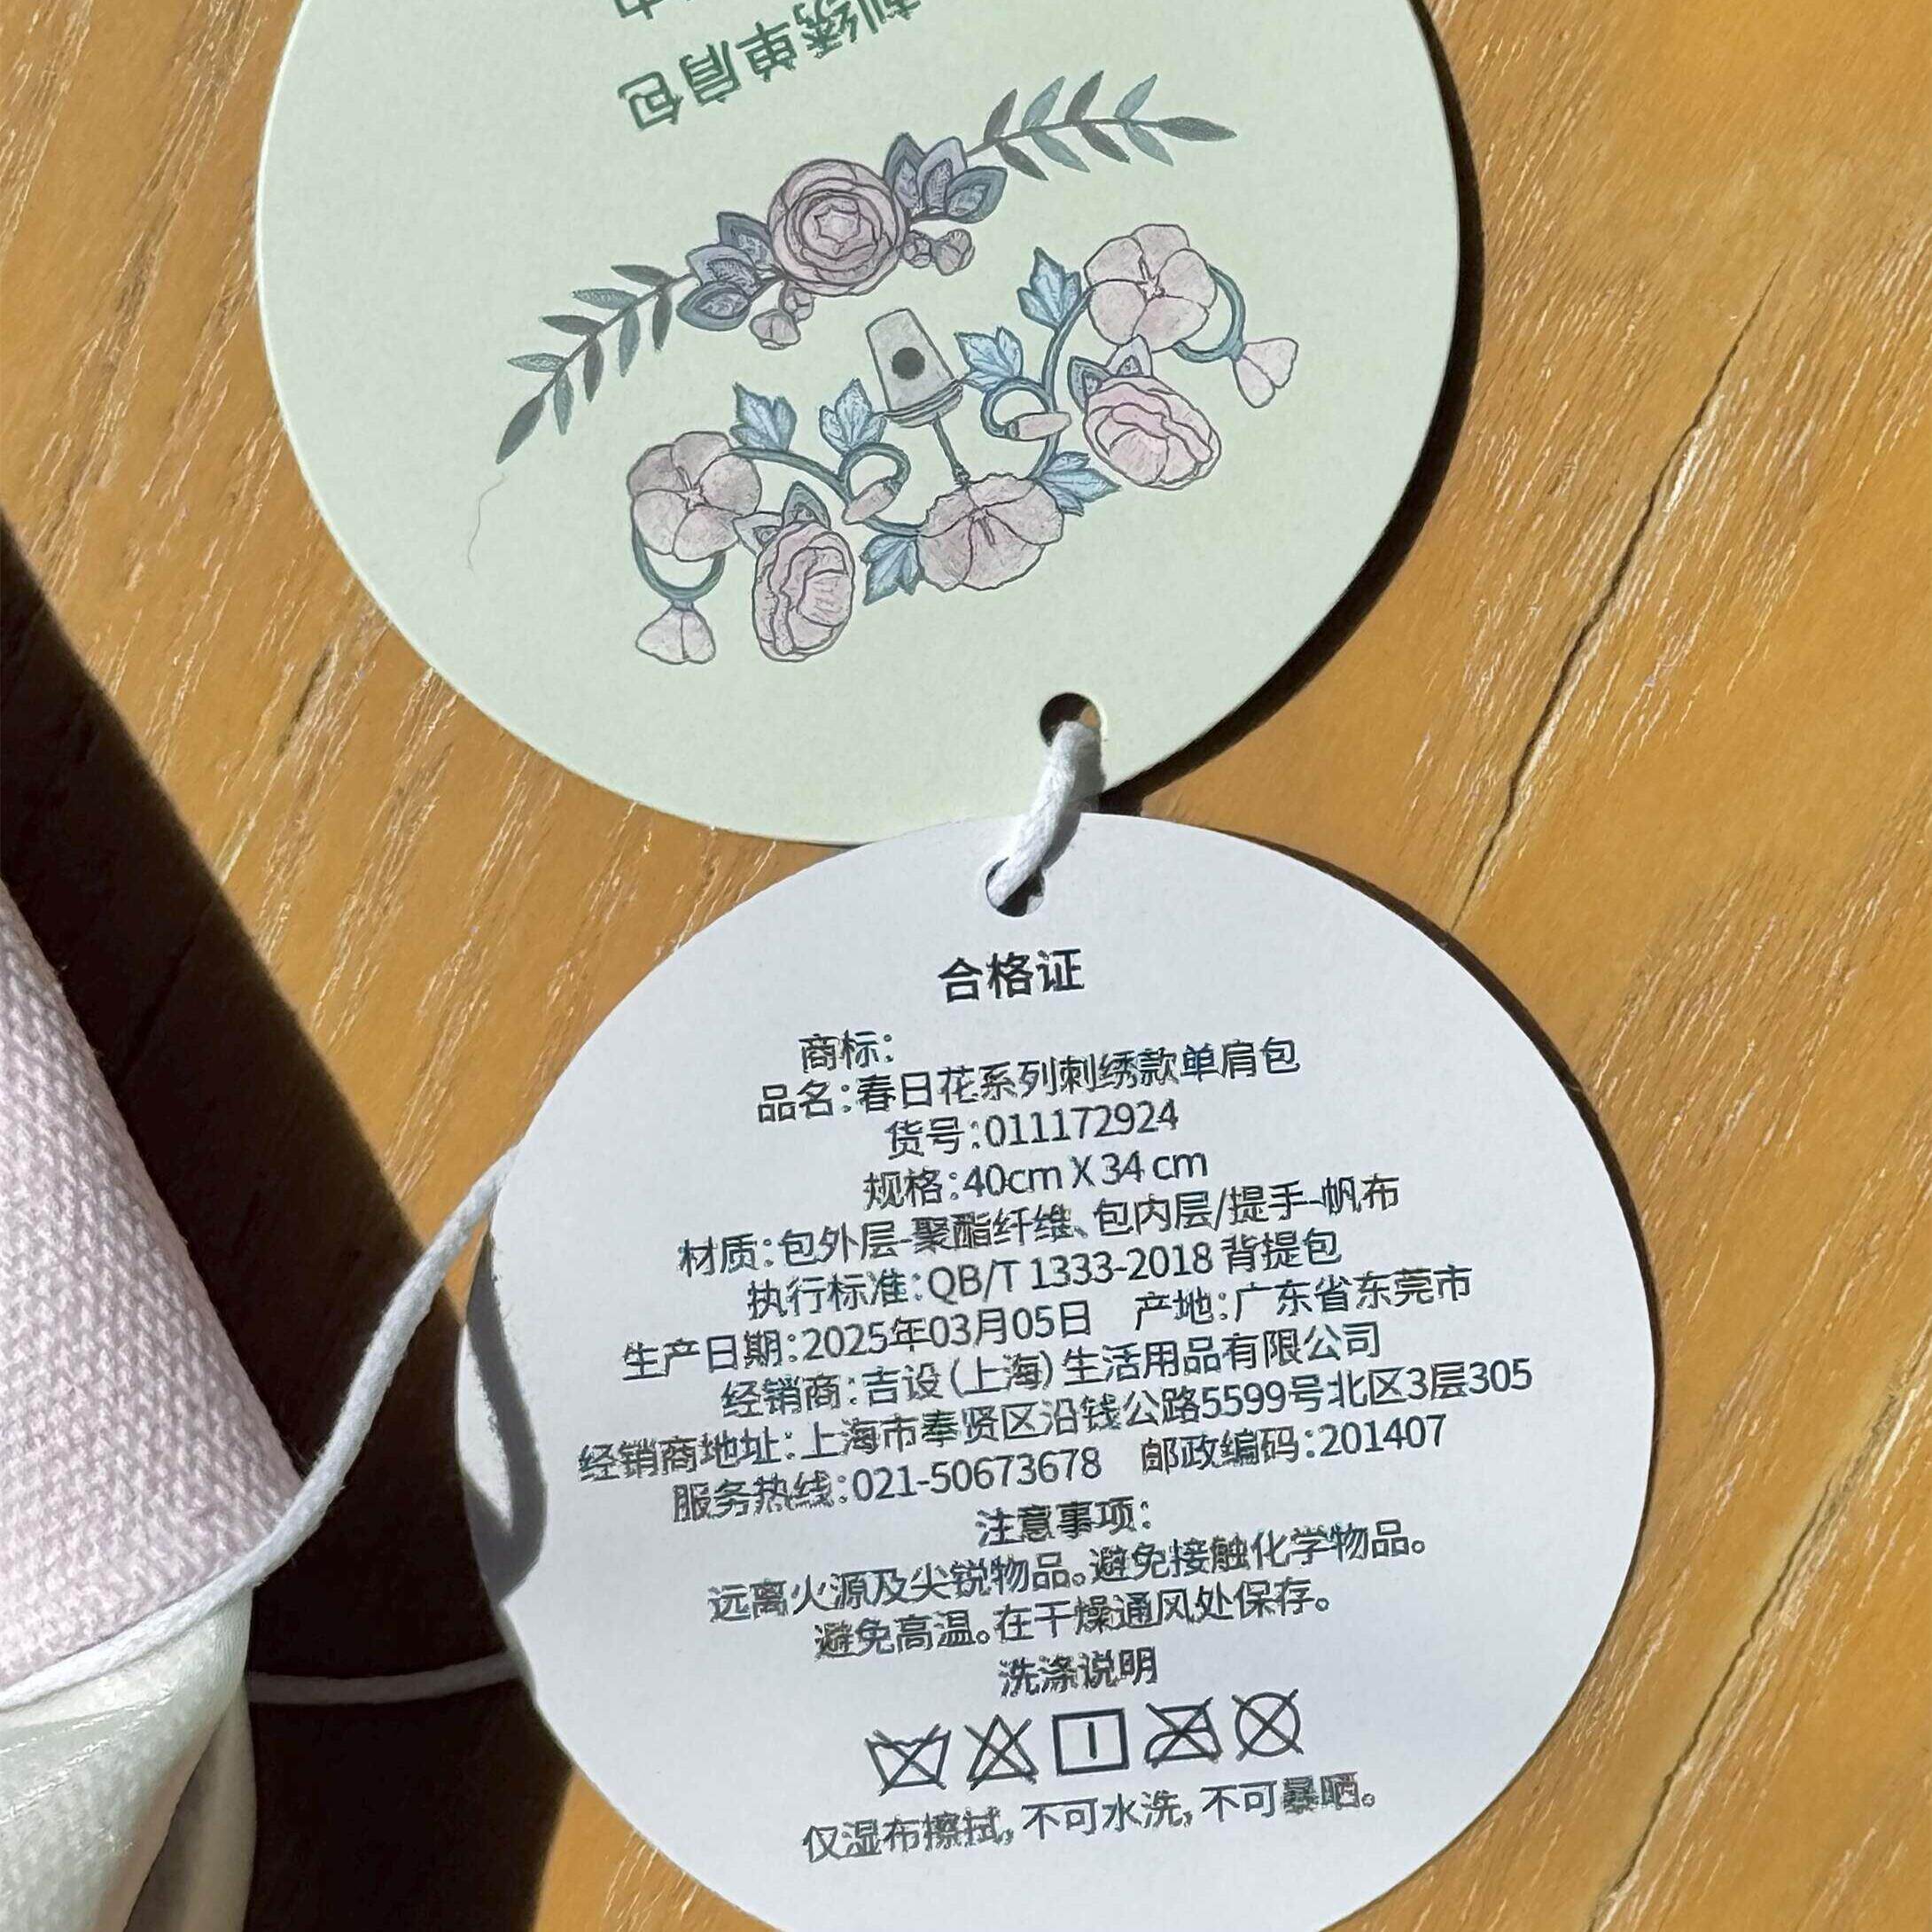 刺绣单肩包
合格证
商标：
品名：春日花系列刺绣款单肩包
货号：011172924
规格：40cm X 34 cm
材质：包外层-聚酯纤维、包内层/提手-帆布
执行标准：QB/T 1333-2018 背提包
生产日期：2025年03月05日 产地：广东省东莞市
经销商：吉设（上海）生活用品有限公司
经销商地址：上海市奉贤区沿钱公路5599号北区3层305
服务热线：021-50673678 邮政编码：201407
注意事项：
远离火源及尖锐物品。避免接触化学物品。
避免高温。在干燥通风处保存。
洗涤说明
仅湿布擦拭，不可水洗，不可暴晒。